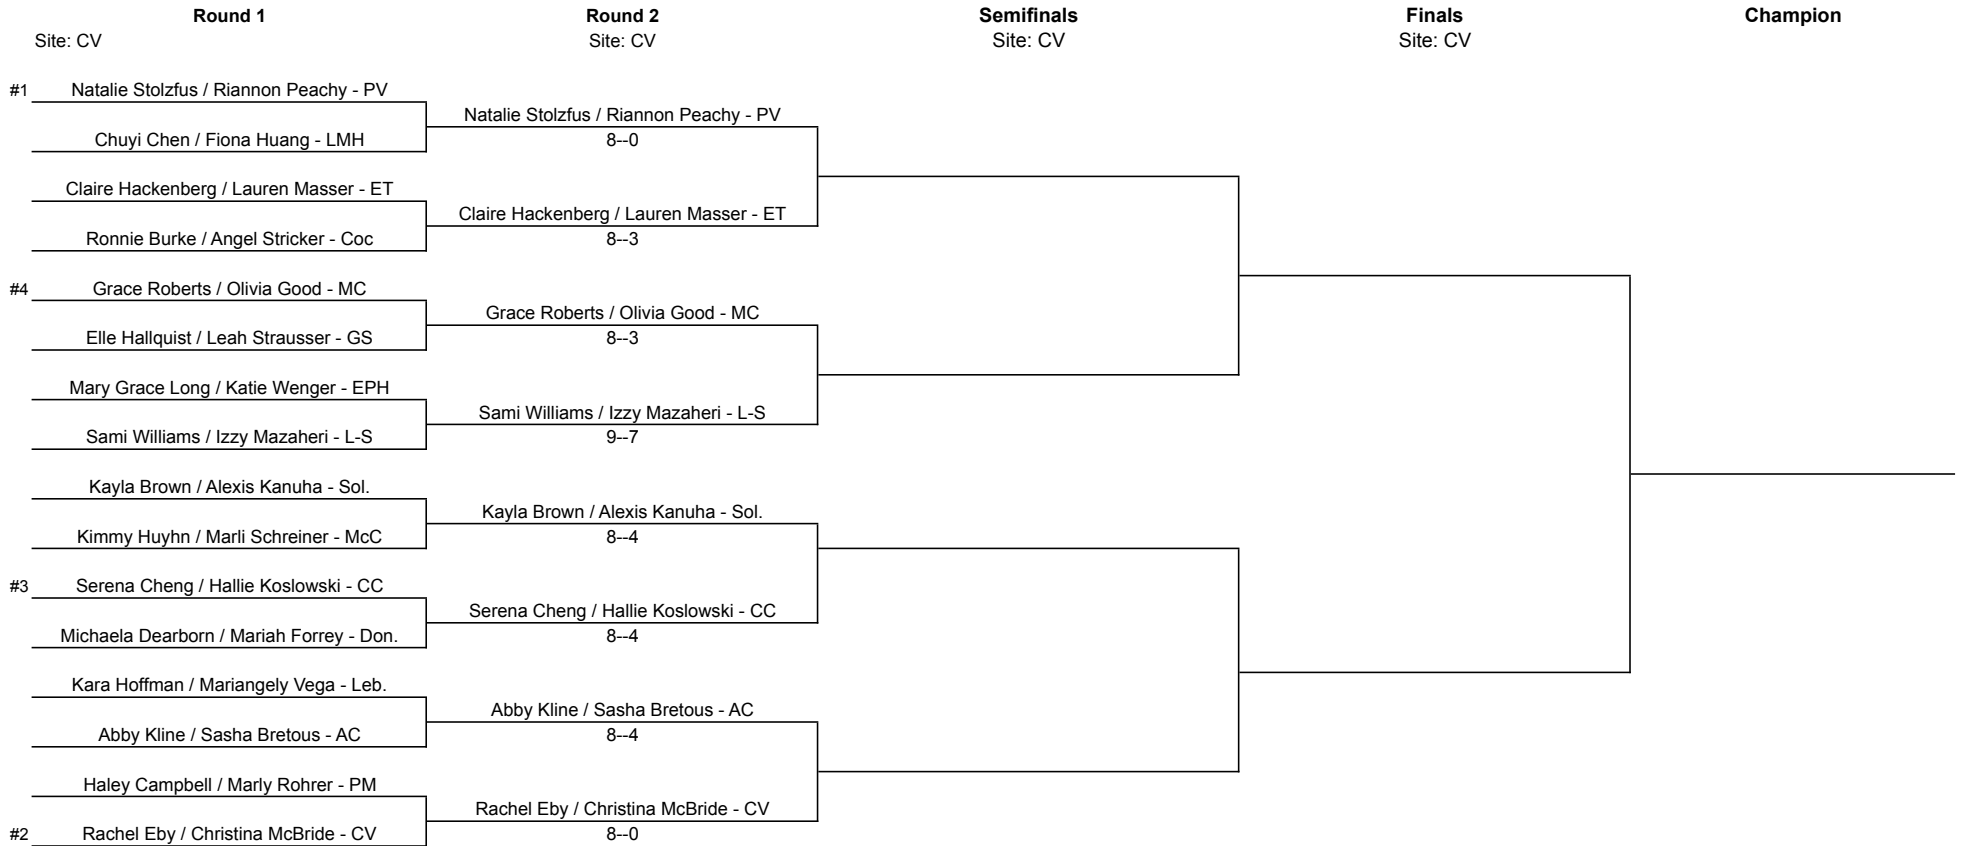 Round 1 Round 2 Semifinals Finals Champion
Site: CV Site: CV Site: CV Site: CV
#1 Natalie Stolzfus / Riannon Peachy - PV
Natalie Stolzfus / Riannon Peachy - PV
Chuyi Chen / Fiona Huang - LMH 8--0
Claire Hackenberg / Lauren Masser - ET
Claire Hackenberg / Lauren Masser - ET
Ronnie Burke / Angel Stricker - Coc 8--3
#4 Grace Roberts / Olivia Good - MC
Grace Roberts / Olivia Good - MC
Elle Hallquist / Leah Strausser - GS 8--3
Mary Grace Long / Katie Wenger - EPH
Sami Williams / Izzy Mazaheri - L-S
Sami Williams / Izzy Mazaheri - L-S 9--7
Kayla Brown / Alexis Kanuha - Sol.
Kayla Brown / Alexis Kanuha - Sol.
Kimmy Huyhn / Marli Schreiner - McC 8--4
#3 Serena Cheng / Hallie Koslowski - CC
Serena Cheng / Hallie Koslowski - CC
Michaela Dearborn / Mariah Forrey - Don. 8--4
Kara Hoffman / Mariangely Vega - Leb.
Abby Kline / Sasha Bretous - AC
Abby Kline / Sasha Bretous - AC 8--4
Haley Campbell / Marly Rohrer - PM
Rachel Eby / Christina McBride - CV
#2 Rachel Eby / Christina McBride - CV 8--0